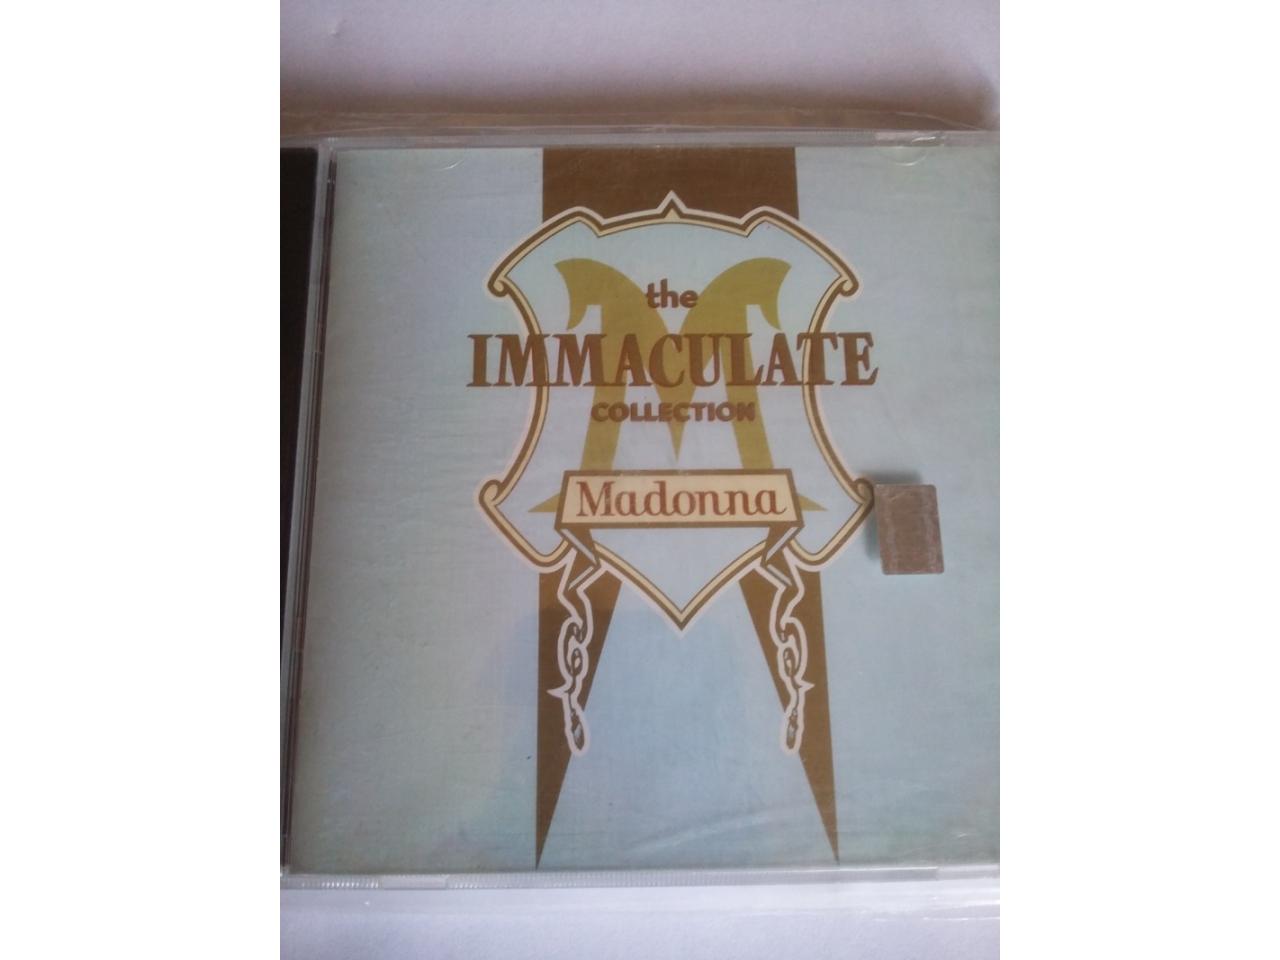 the
IMMACULATE
COLLECTION
Madonna